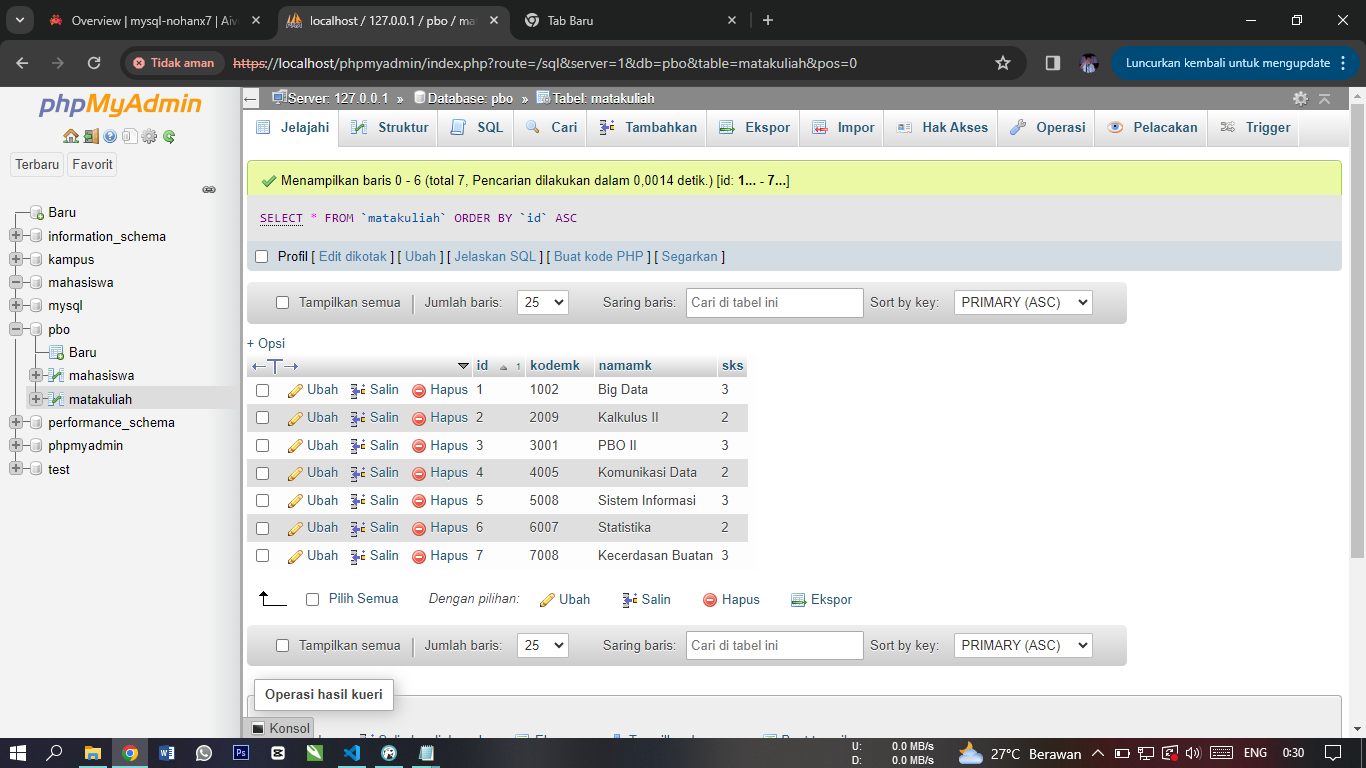 Overview | mysql-nohanx7 | Aiv
localhost / 127.0.0.1 / pbo / mat
Tab Baru
Tidak aman
https://localhost/phpmyadmin/index.php?route=/sql&server=1&db=pbo&table=matakuliah&pos=0
Luncurkan kembali untuk mengupdate
phpMyAdmin
Terbaru Favorit
Baru
information_schema
kampus
mahasiswa
mysql
pbo
Baru
mahasiswa
matakuliah
performance_schema
phpmyadmin
test
Server: 127.0.0.1 » Database: pbo » Tabel: matakuliah
Jelajahi Struktur SQL Cari Tambahkan Ekspor Impor Hak Akses Operasi Pelacakan Trigger
Menampilkan baris 0 - 6 (total 7, Pencarian dilakukan dalam 0,0014 detik.) [id: 1... - 7...]
SELECT * FROM `matakuliah` ORDER BY `id` ASC
Profil [ Edit dikotak ] [ Ubah ] [ Jelaskan SQL ] [ Buat kode PHP ] [ Segarkan ]
Tampilkan semua | Jumlah baris: 25 Saring baris: Cari di tabel ini Sort by key: PRIMARY (ASC)
+ Opsi
←T→ id 1 kodemk namamk sks
Ubah Salin Hapus 1 1002 Big Data 3
Ubah Salin Hapus 2 2009 Kalkulus II 2
Ubah Salin Hapus 3 3001 PBO II 3
Ubah Salin Hapus 4 4005 Komunikasi Data 2
Ubah Salin Hapus 5 5008 Sistem Informasi 3
Ubah Salin Hapus 6 6007 Statistika 2
Ubah Salin Hapus 7 7008 Kecerdasan Buatan 3
Pilih Semua Dengan pilihan: Ubah Salin Hapus Ekspor
Tampilkan semua | Jumlah baris: 25 Saring baris: Cari di tabel ini Sort by key: PRIMARY (ASC)
Operasi hasil kueri
Konsol
U: 0.0 MB/s
D: 0.0 MB/s
27°C Berawan
ENG
0:30